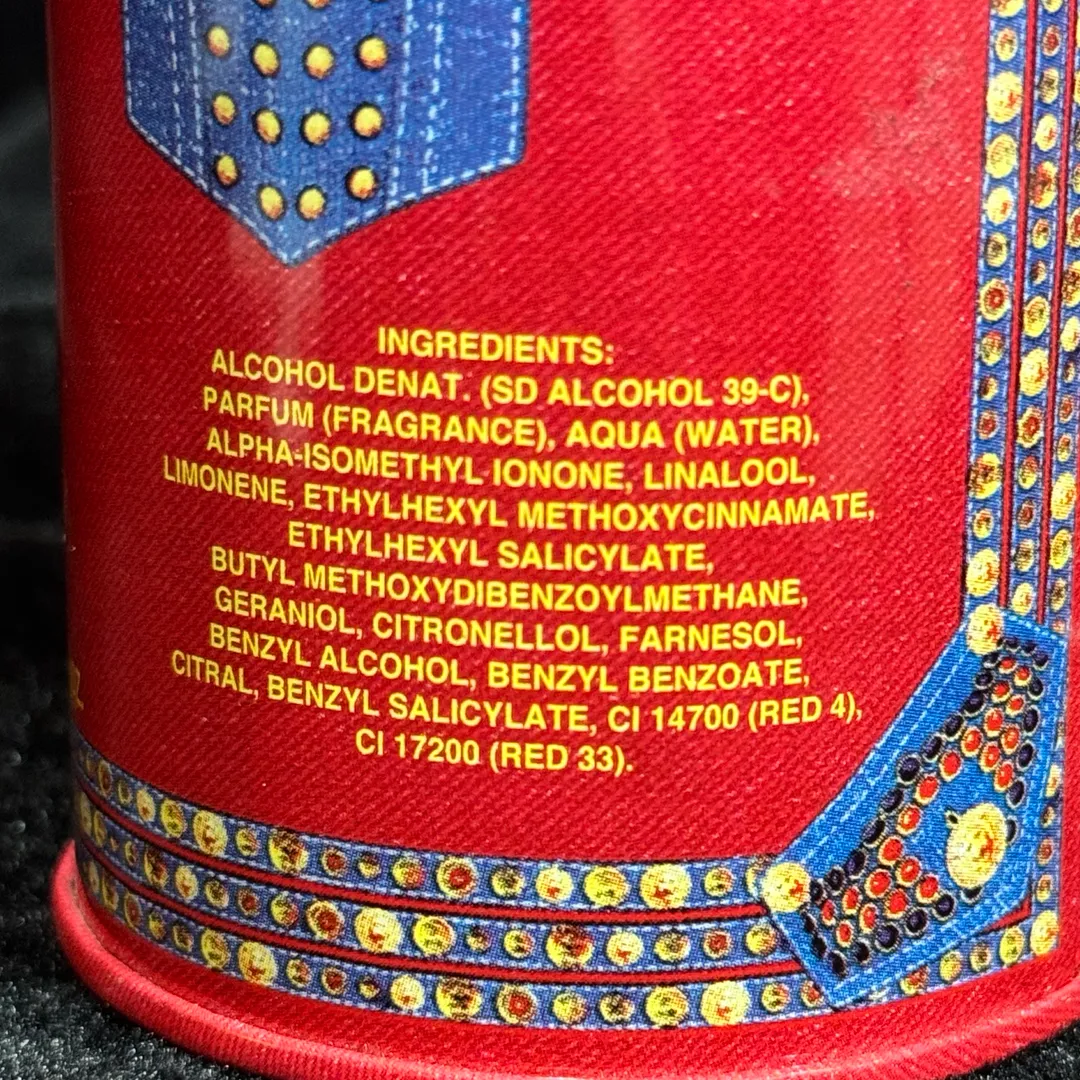 INGREDIENTS:
ALCOHOL DENAT. (SD ALCOHOL 39-C),
PARFUM (FRAGRANCE), AQUA (WATER),
ALPHA-ISOMETHYL IONONE, LINALOOL,
LIMONENE, ETHYLHEXYL METHOXYCINNAMATE,
ETHYLHEXYL SALICYLATE,
BUTYL METHOXYDIBENZOYLMETHANE,
GERANIOL, CITRONELLOL, FARNESOL,
BENZYL ALCOHOL, BENZYL BENZOATE,
CITRAL, BENZYL SALICYLATE, CI 14700 (RED 4),
CI 17200 (RED 33).